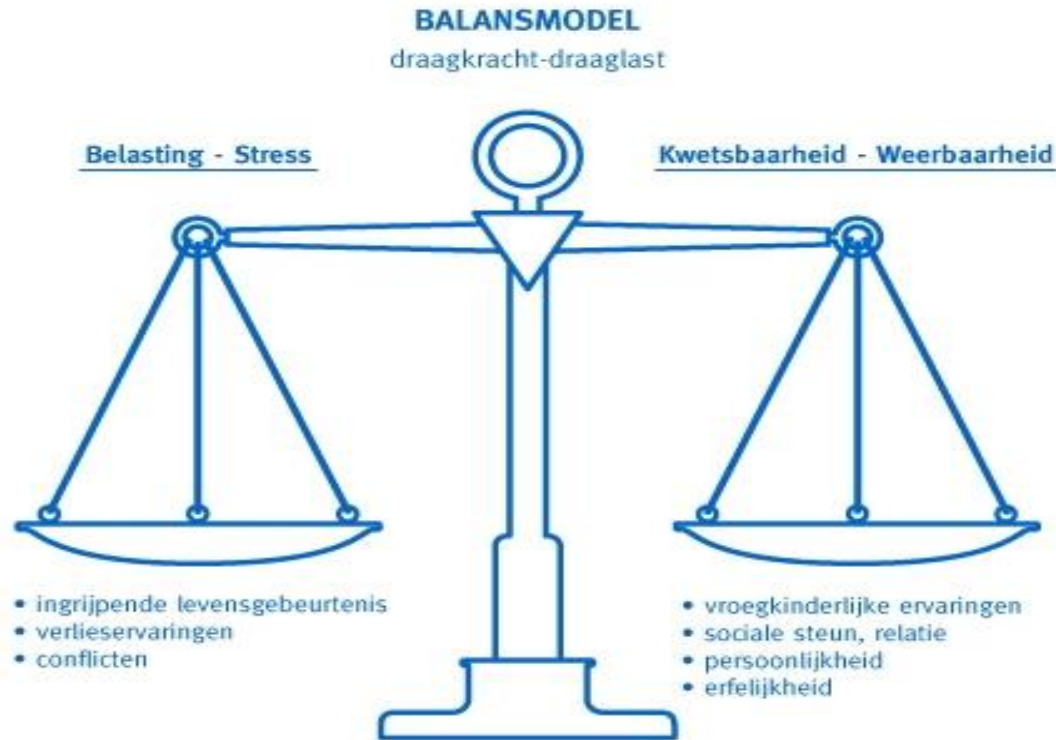 BALANSMODEL
draagkracht-draaglast
Belasting - Stress
Kwetsbaarheid - Weerbaarheid
• ingrijpende levensgebeurtenis
• verlieservaringen
• conflicten
• vroegkinderlijke ervaringen
• sociale steun, relatie
• persoonlijkheid
• erfelijkheid